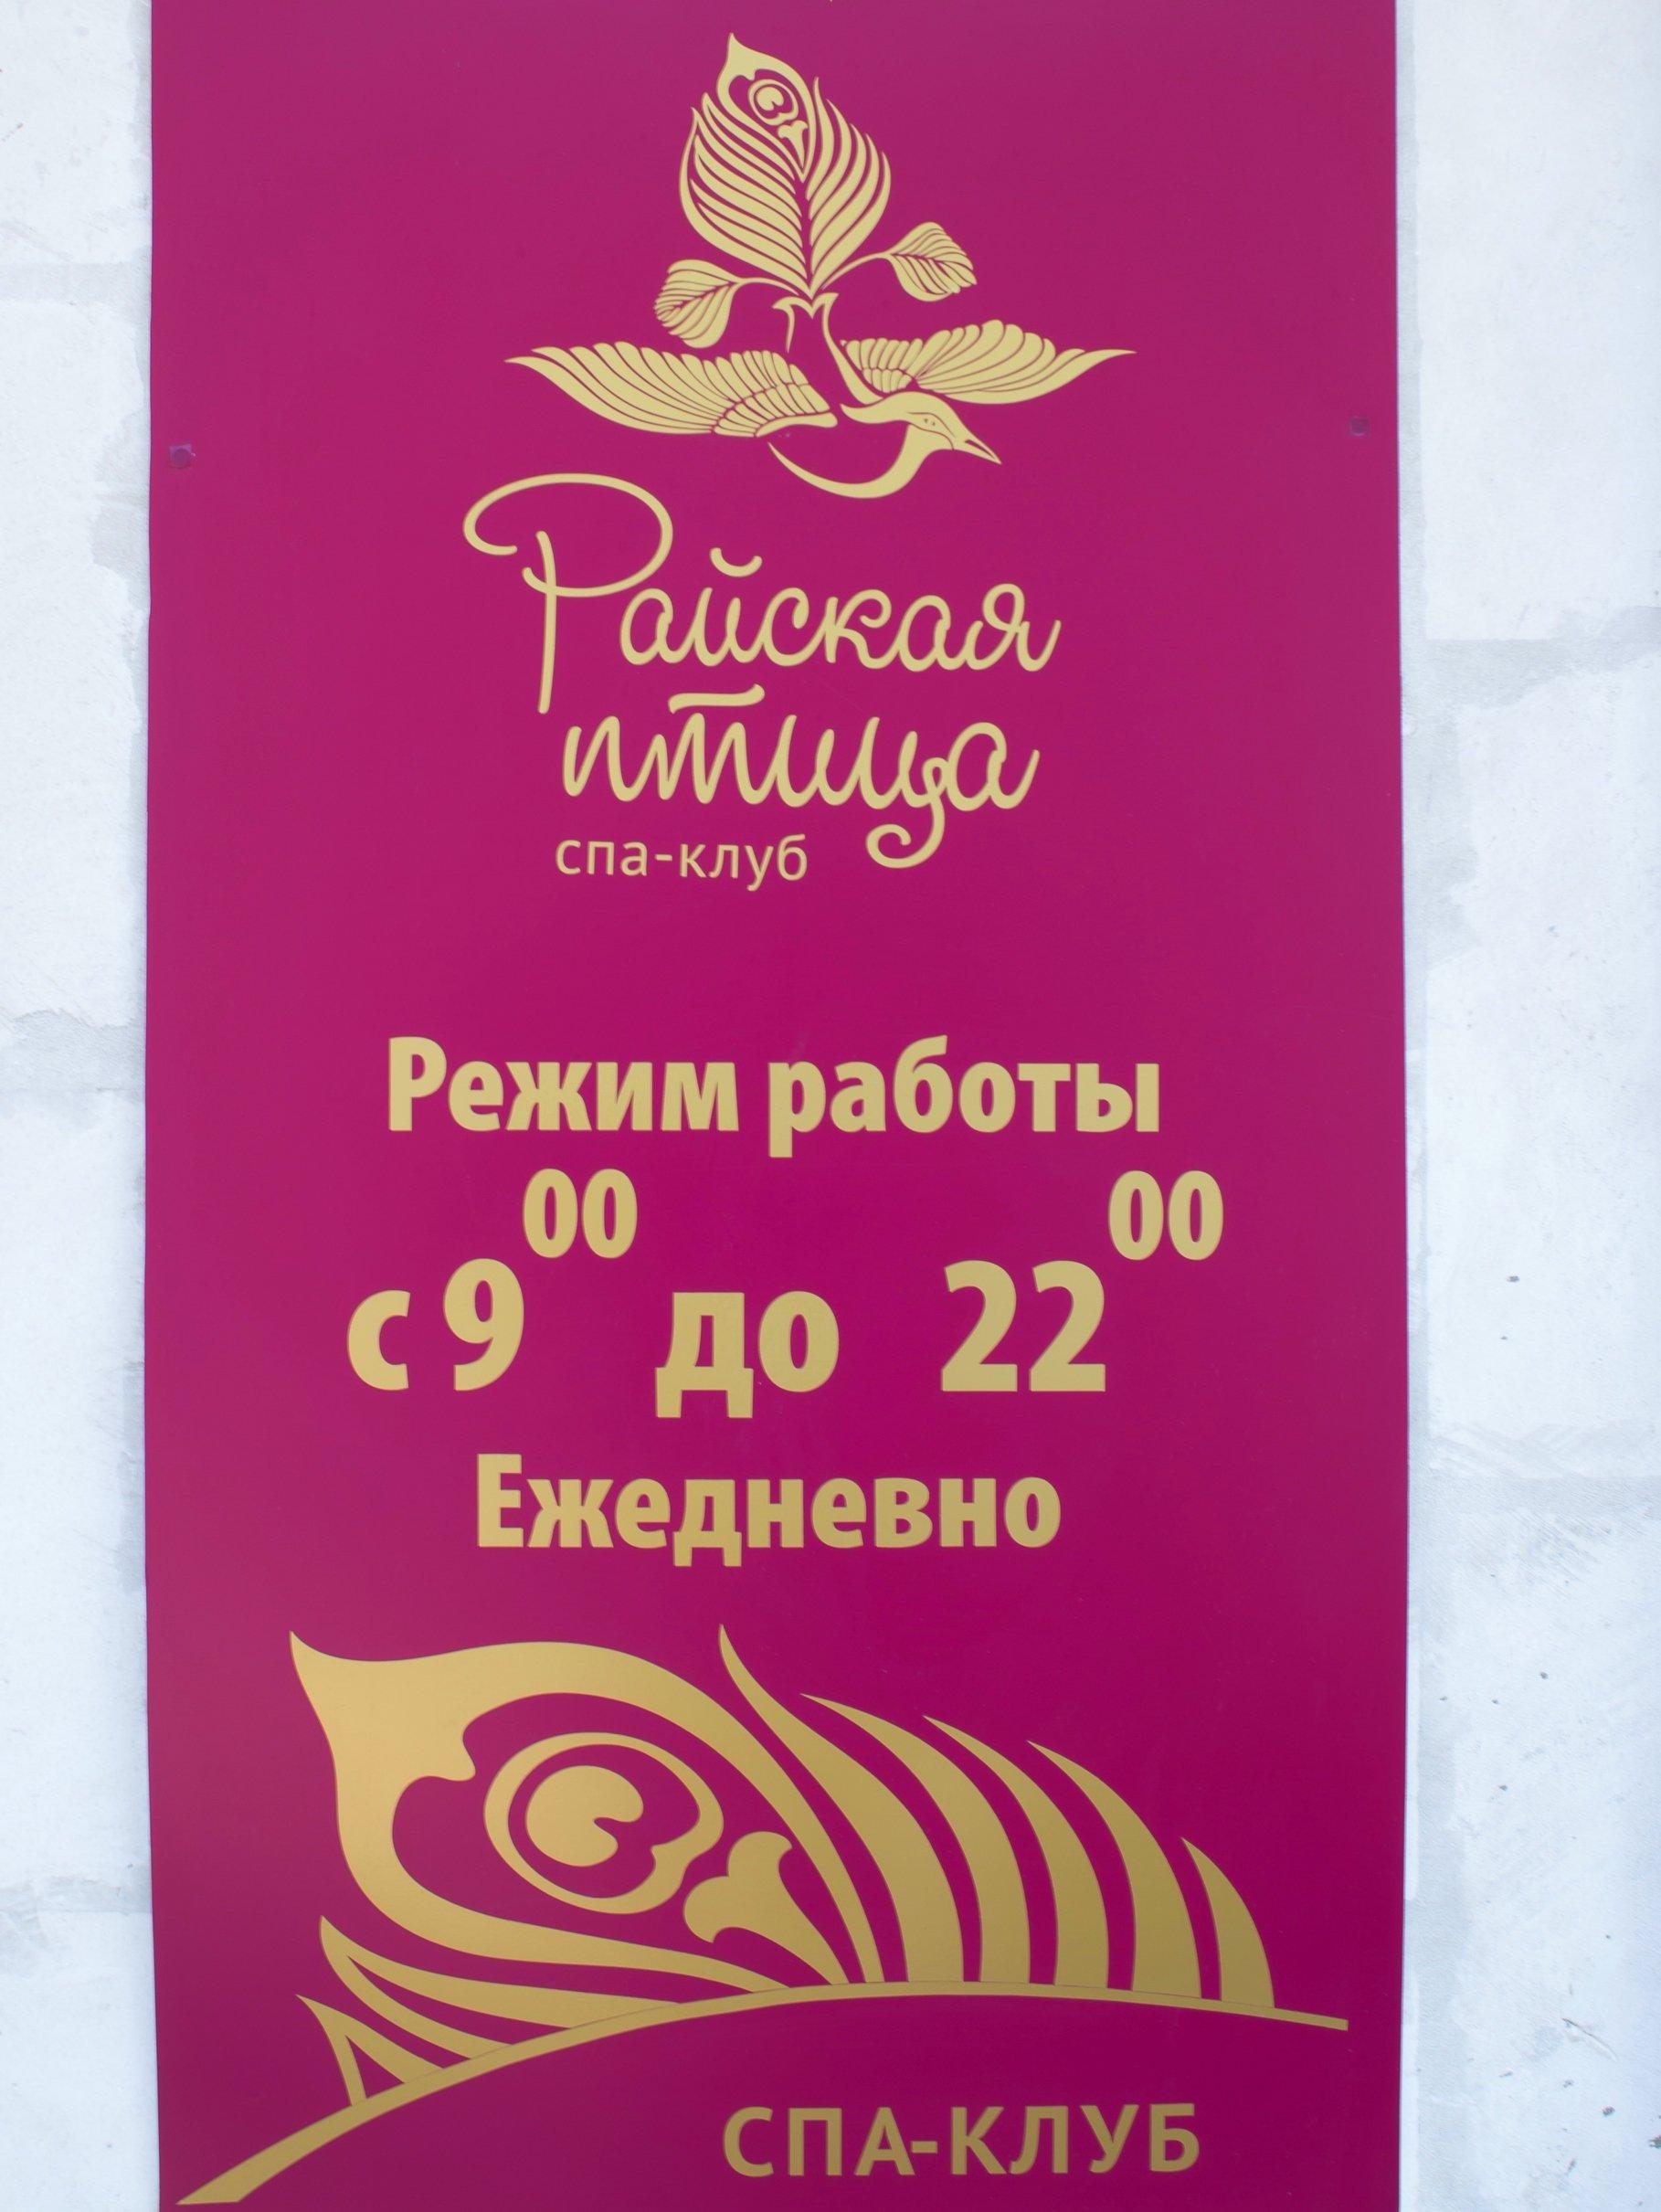 Райская
птица
спа-клуб
Режим работы
с 9⁰⁰ до 22⁰⁰
Ежедневно
СПА-КЛУБ